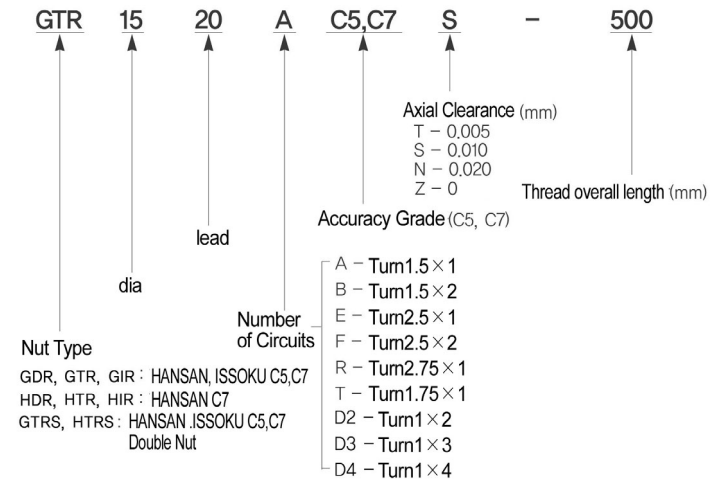 GTR 15 20 A C5,C7 S - 500
Axial Clearance (mm)
T - 0.005
S - 0.010
N - 0.020
Z - 0
Thread overall length (mm)
Accuracy Grade (C5, C7)
lead
dia
Number
of Circuits
A - Turn1.5×1
B - Turn1.5×2
E - Turn2.5×1
F - Turn2.5×2
R - Turn2.75×1
T - Turn1.75×1
D2 - Turn1×2
D3 - Turn1×3
D4 - Turn1×4
Nut Type
GDR, GTR, GIR : HANSAN, ISSOKU C5,C7
HDR, HTR, HIR : HANSAN C7
GTRS, HTRS : HANSAN .ISSOKU C5,C7
Double Nut